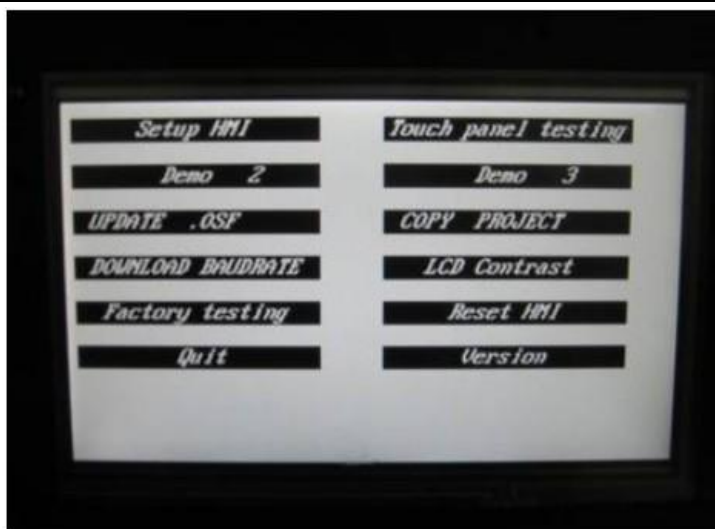 Setup HMI
Touch panel testing
Demo 2
Demo 3
UPDATE .OSF
COPY PROJECT
DOWNLOAD BAUDRATE
LCD Contrast
Factory testing
Reset HMI
Quit
Version